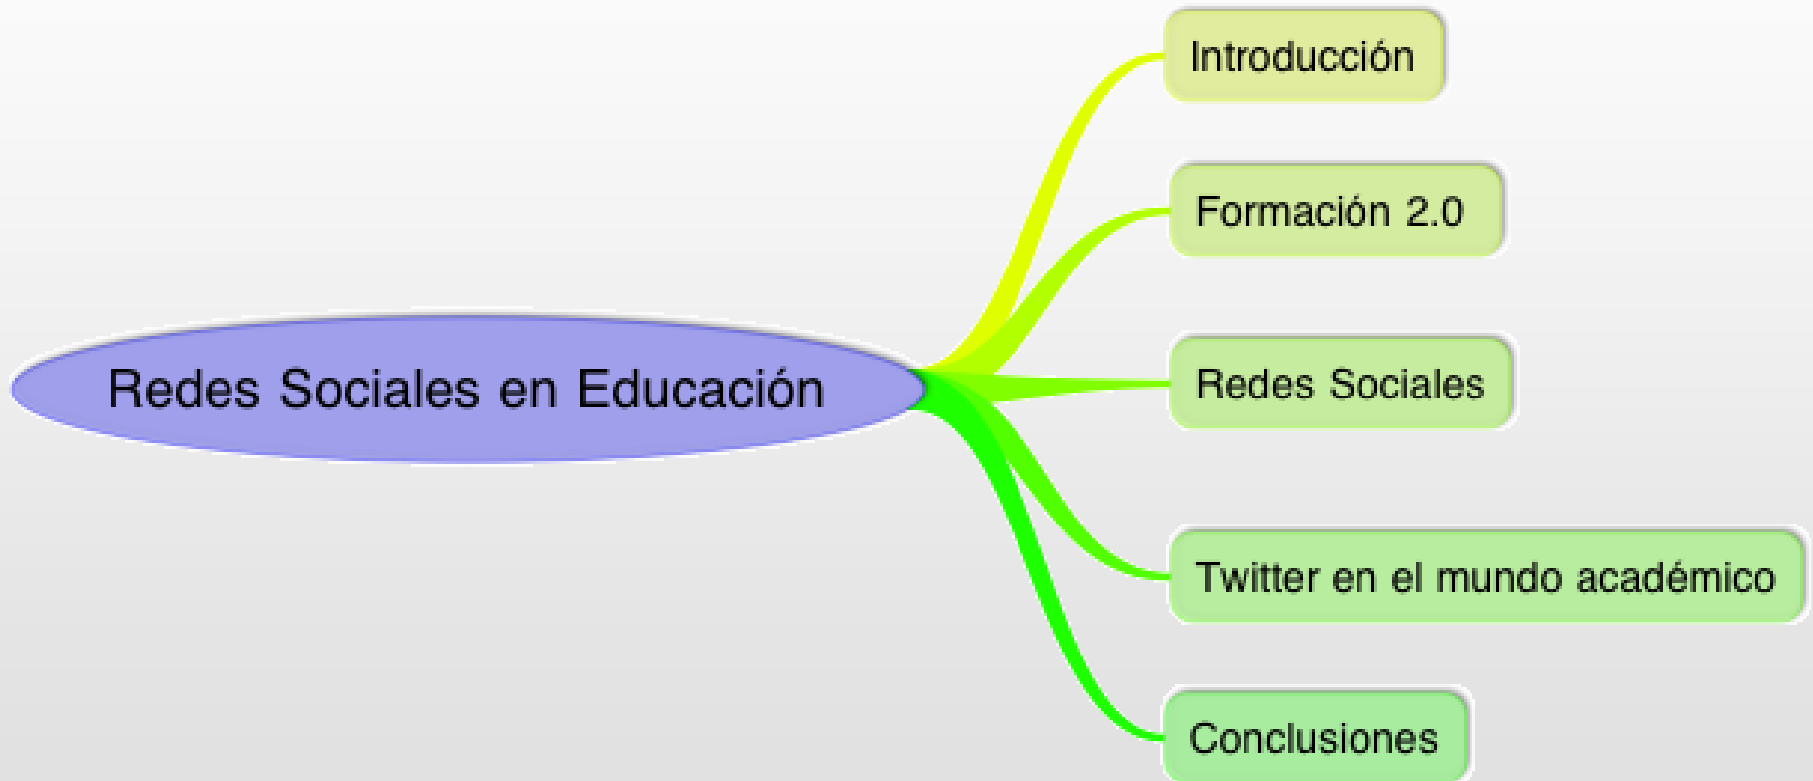 Redes Sociales en Educación
Introducción
Formación 2.0
Redes Sociales
Twitter en el mundo académico
Conclusiones